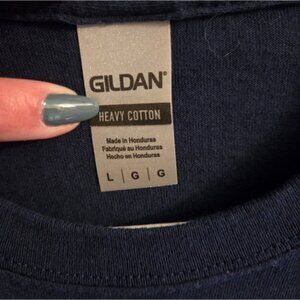 GILDAN®
HEAVY COTTON
Made in Honduras
Fabriqué au Honduras
Hecho en Honduras
L | G | G